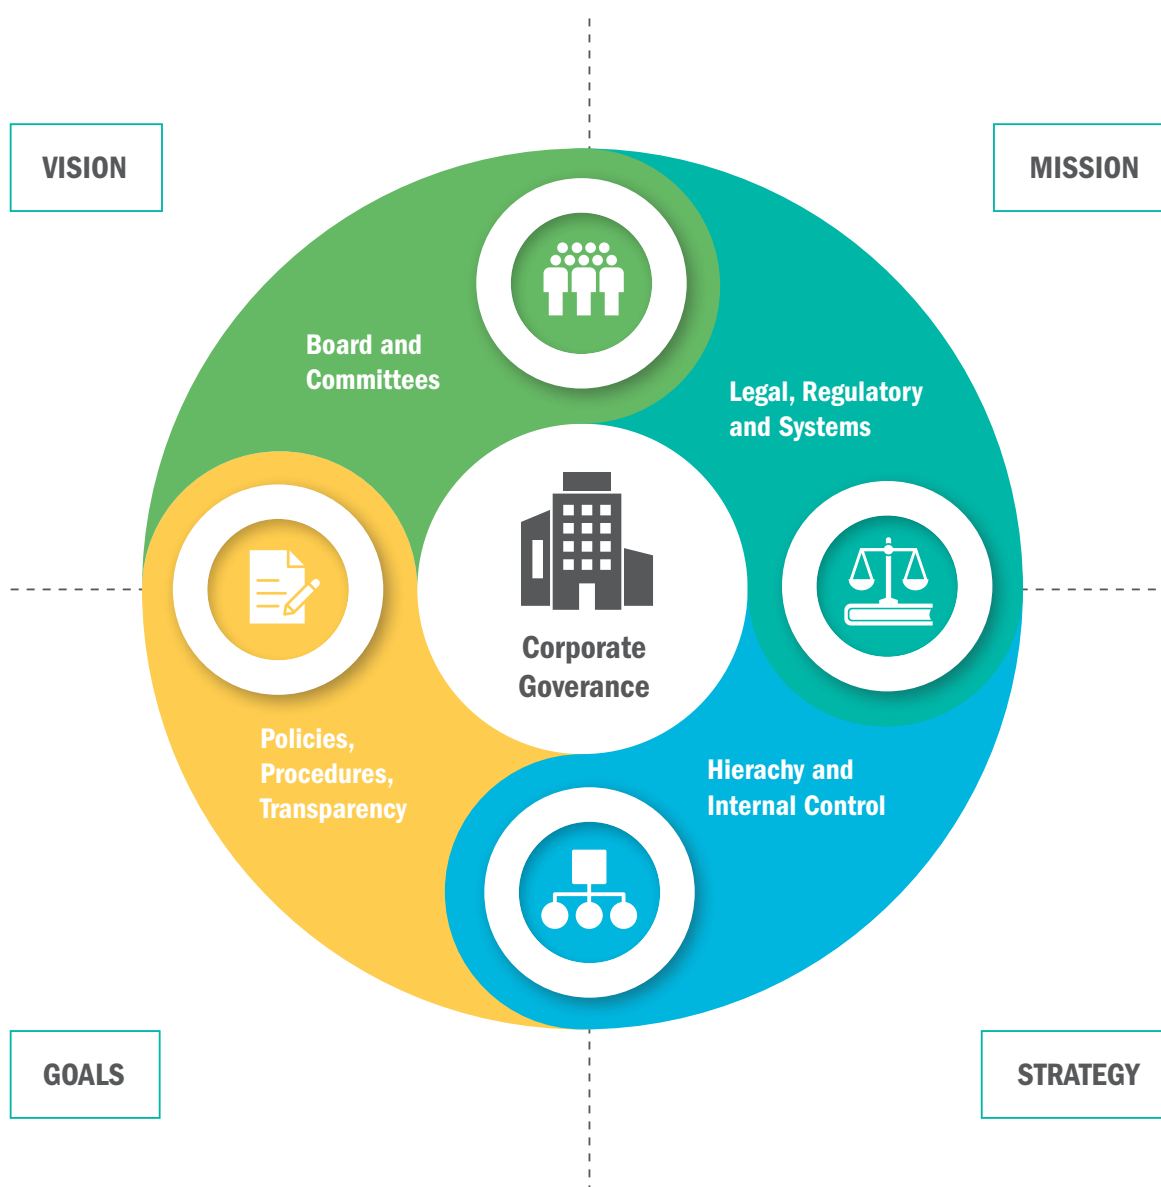 VISION
MISSION
Board and
Committees
Legal, Regulatory
and Systems
Corporate
Goverance
Policies,
Procedures,
Transparency
Hierachy and
Internal Control
GOALS
STRATEGY